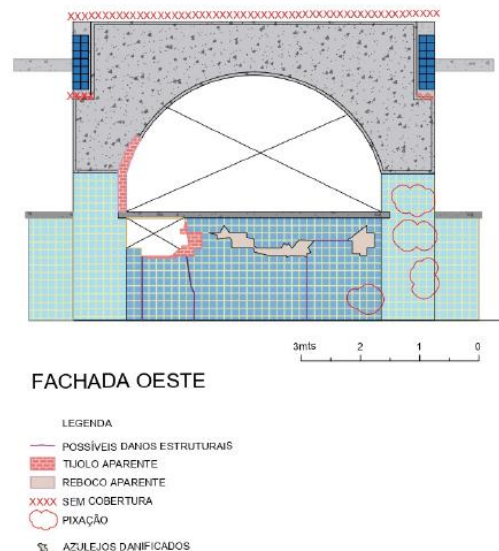 3mts 2 1 0
FACHADA OESTE
LEGENDA
POSSÍVEIS DANOS ESTRUTURAIS
TIJOLO APARENTE
REBOCO APARENTE
XXXX SEM COBERTURA
PIXAÇÃO
AZULEJOS DANIFICADOS